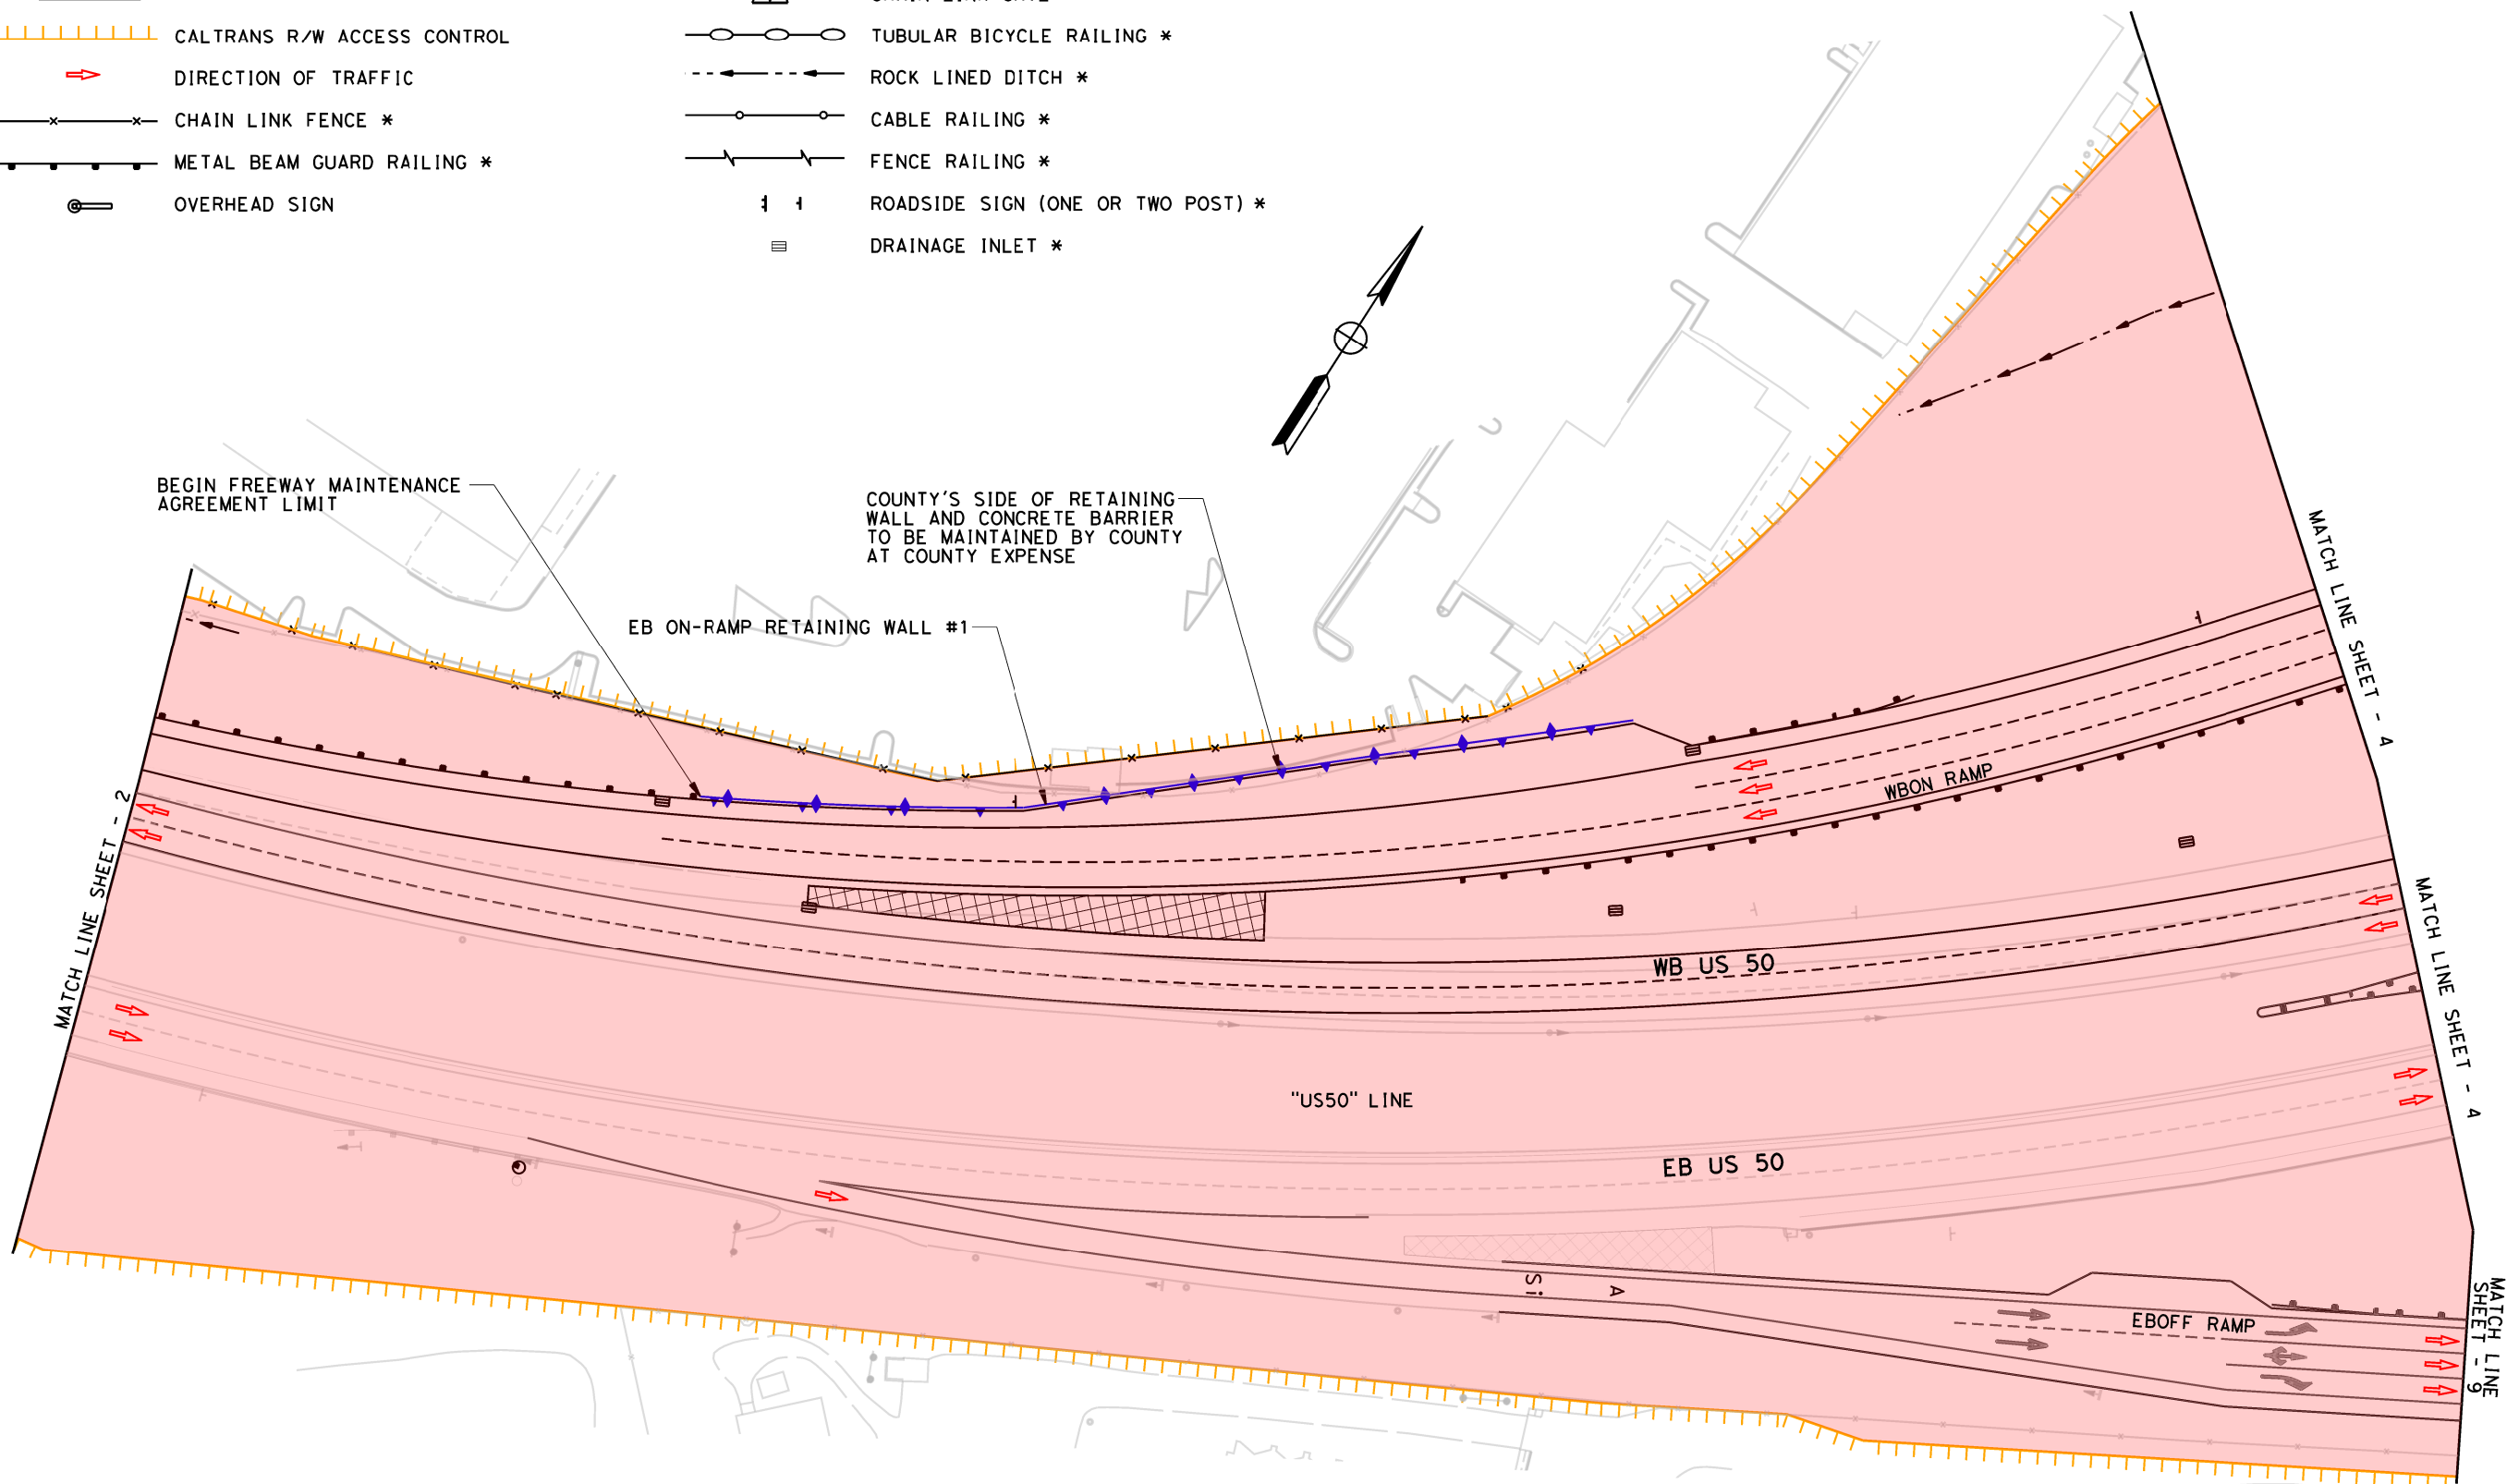 CALTRANS R/W ACCESS CONTROL
DIRECTION OF TRAFFIC
CHAIN LINK FENCE *
METAL BEAM GUARD RAILING *
OVERHEAD SIGN
TUBULAR BICYCLE RAILING *
ROCK LINED DITCH *
CABLE RAILING *
FENCE RAILING *
ROADSIDE SIGN (ONE OR TWO POST) *
DRAINAGE INLET *
BEGIN FREEWAY MAINTENANCE
AGREEMENT LIMIT
COUNTY'S SIDE OF RETAINING
WALL AND CONCRETE BARRIER
TO BE MAINTAINED BY COUNTY
AT COUNTY EXPENSE
EB ON-RAMP RETAINING WALL #1
MATCH LINE SHEET - 2
MATCH LINE SHEET - 4
WBON RAMP
MATCH LINE SHEET - 4
WB US 50
"US50" LINE
EB US 50
Si
A
EBOFF RAMP
MATCH LINE
SHEET - 9